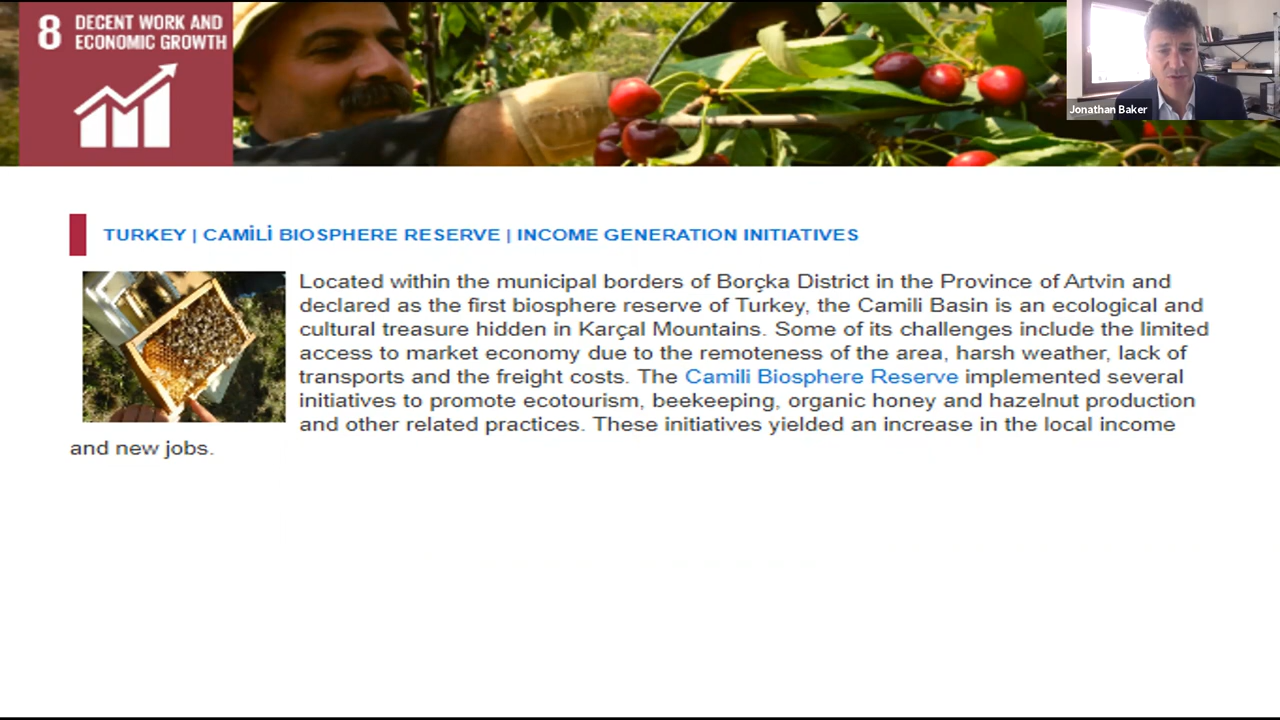 8 DECENT WORK AND
ECONOMIC GROWTH
Jonathan Baker
TURKEY | CAMİLİ BIOSPHERE RESERVE | INCOME GENERATION INITIATIVES
Located within the municipal borders of Borçka District in the Province of Artvin and
declared as the first biosphere reserve of Turkey, the Camili Basin is an ecological and
cultural treasure hidden in Karçal Mountains. Some of its challenges include the limited
access to market economy due to the remoteness of the area, harsh weather, lack of
transports and the freight costs. The Camili Biosphere Reserve implemented several
initiatives to promote ecotourism, beekeeping, organic honey and hazelnut production
and other related practices. These initiatives yielded an increase in the local income
and new jobs.